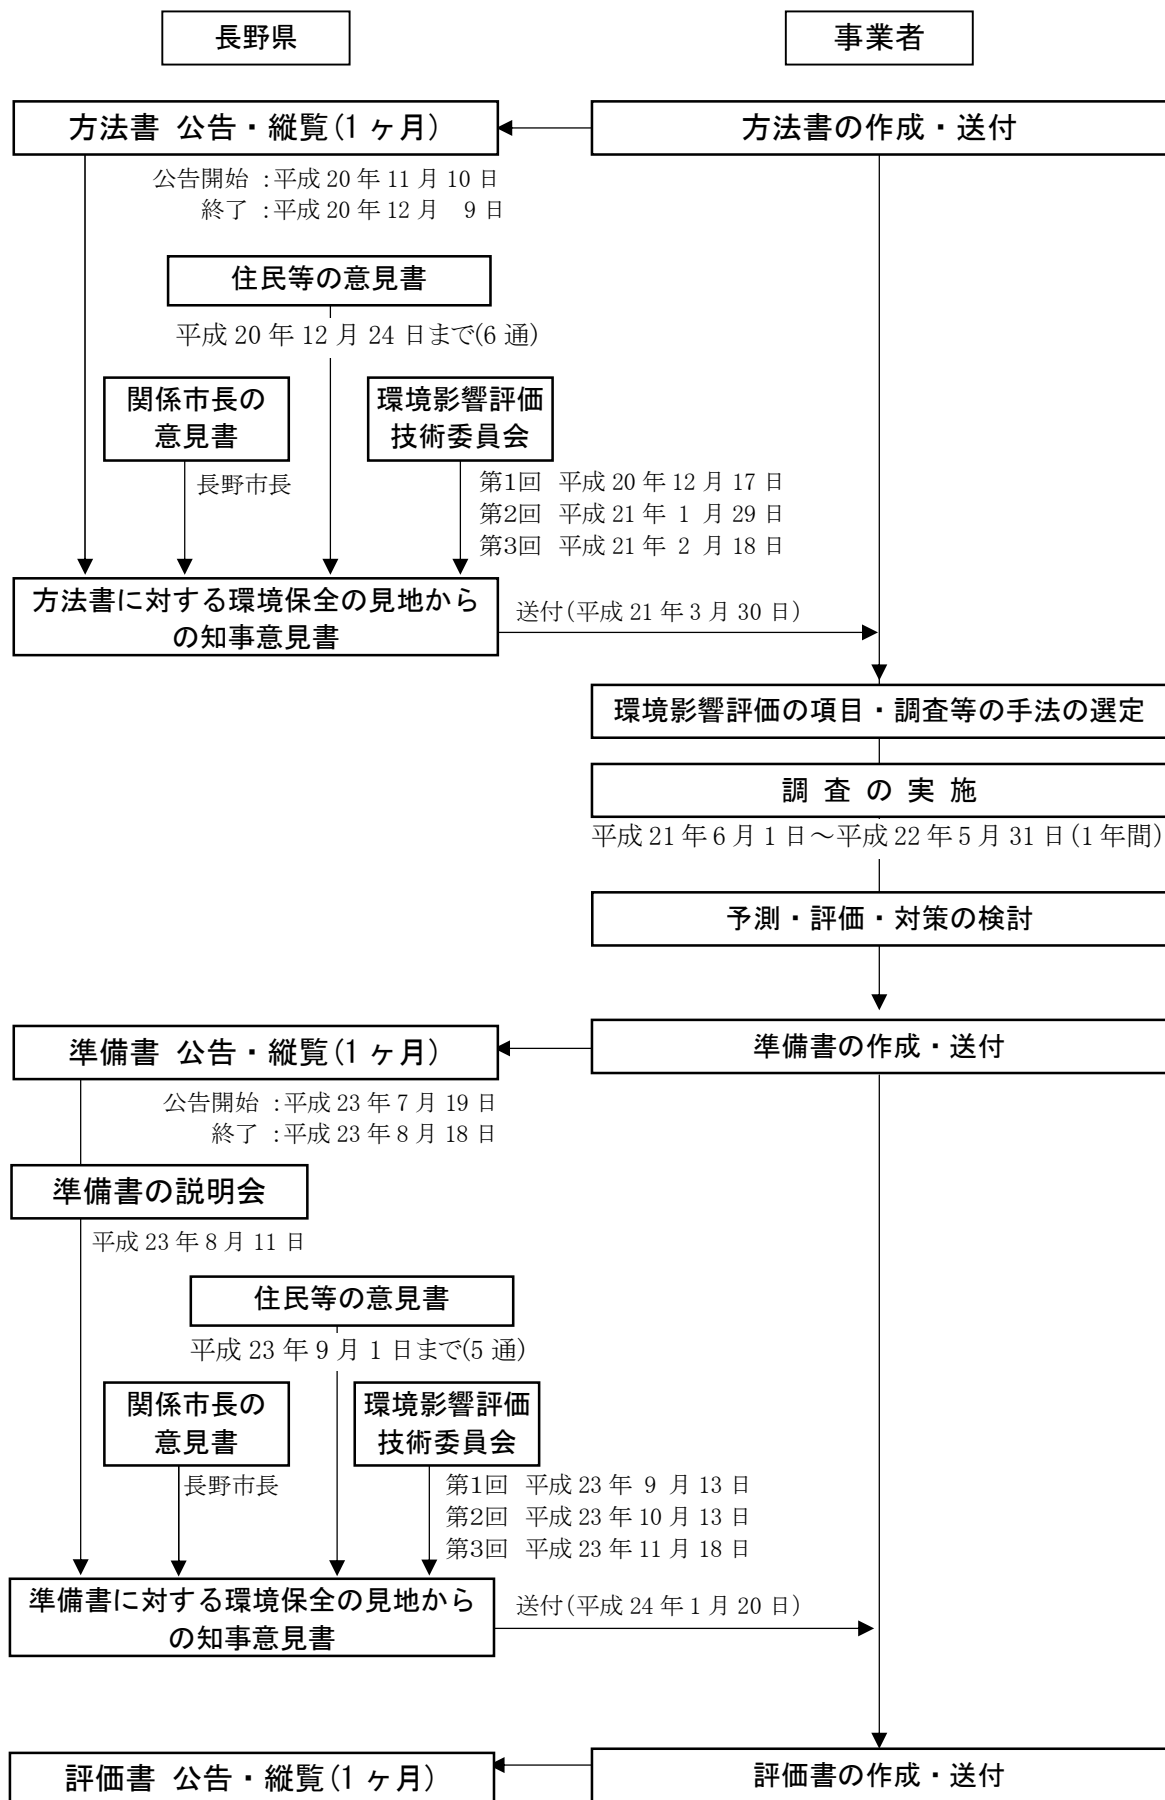 長野県
事業者
方法書 公告・縦覧(1ヶ月)
方法書の作成・送付
公告開始 :平成20年11月10日
終了 :平成20年12月 9日
住民等の意見書
平成20年12月24日まで(6通)
関係市長の
意見書
環境影響評価
技術委員会
長野市長
第1回 平成20年12月17日
第2回 平成21年 1 月29日
第3回 平成21年 2 月18日
方法書に対する環境保全の見地から
の知事意見書
送付(平成21年3月30日)
環境影響評価の項目・調査等の手法の選定
調 査 の 実 施
平成21年6月1日~平成22年5月31日(1年間)
予測・評価・対策の検討
準備書 公告・縦覧(1ヶ月)
準備書の作成・送付
公告開始 :平成23年7月19日
終了 :平成23年8月18日
準備書の説明会
平成23年8月11日
住民等の意見書
平成23年9月1日まで(5通)
関係市長の
意見書
環境影響評価
技術委員会
長野市長
第1回 平成23年 9 月13日
第2回 平成23年10月13日
第3回 平成23年11月18日
準備書に対する環境保全の見地から
の知事意見書
送付(平成24年1月20日)
評価書 公告・縦覧(1ヶ月)
評価書の作成・送付